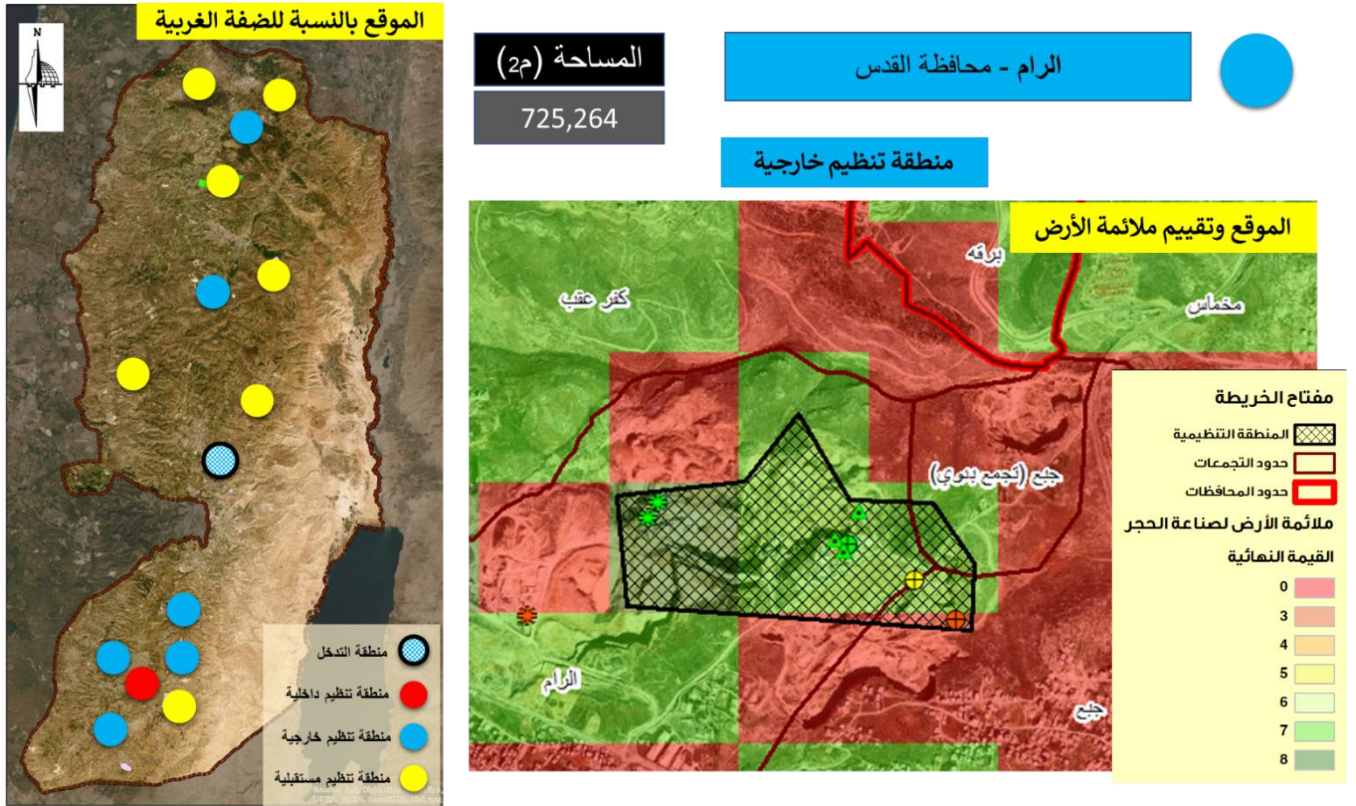 الموقع بالنسبة للضفة الغربية
N
منطقة التدخل
منطقة تنظيم داخلية
منطقة تنظيم خارجية
منطقة تنظيم مستقبلية
الرام - محافظة القدس
المساحة (م2)
725,264
منطقة تنظيم خارجية
الموقع وتقييم ملائمة الأرض
برقه
كفر عقب
مخماس
جبع (تجمع بدوي)
الرام
جبع
مفتاح الخريطة
المنطقة التنظيمية
حدود التجمعات
حدود المحافظات
ملائمة الأرض لصناعة الحجر
القيمة النهائية
0
3
4
5
6
7
8